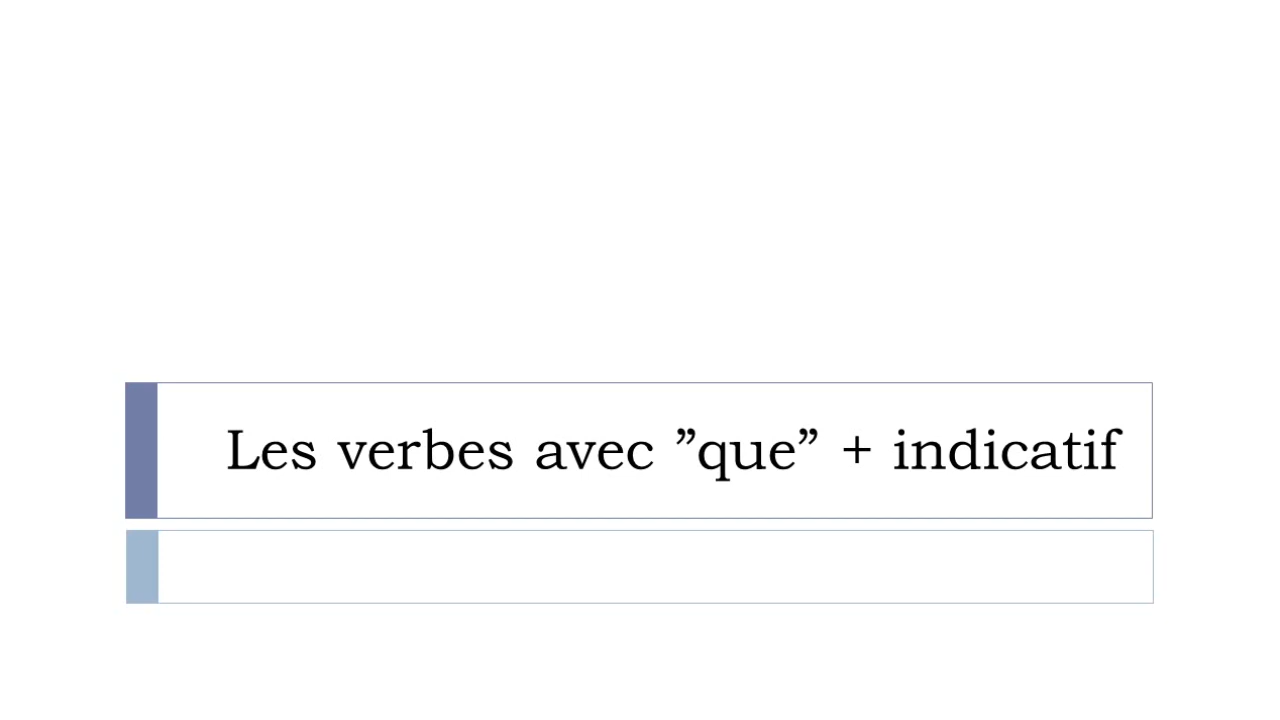 Les verbes avec ”que” + indicatif